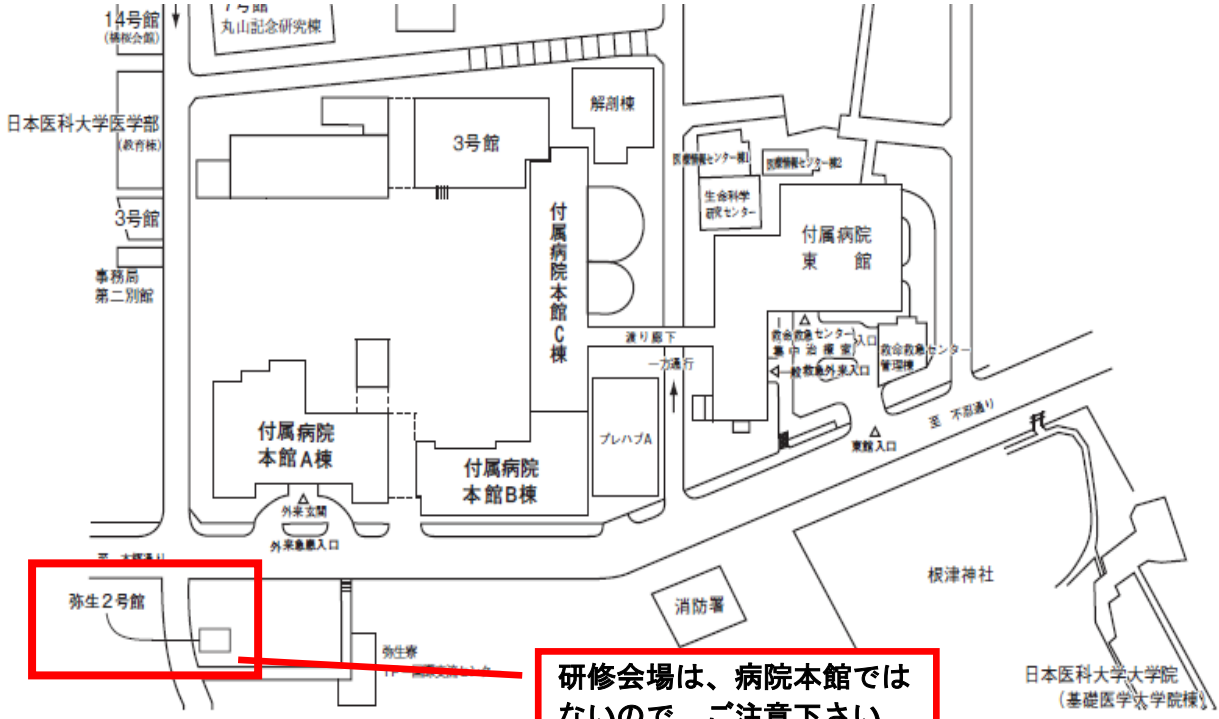 14号館
(橘桜会館)
7号館
丸山記念研究棟
日本医科大学医学部
(教育棟)
3号館
事務局
第二別館
3号館
解剖棟
付属病院本館C棟
医療情報センター棟1
医療情報センター棟2
生命科学
研究センター
付属病院
東館
渡り廊下
一方通行
救命救急センター
集中治療室
入口
一般救急外来入口
救命救急センター
管理棟
プレハブA
付属病院
本館A棟
付属病院
本館B棟
外来玄関
外来急患入口
東館入口
至 不忍通り
根津神社
消防署
弥生2号館
弥生寮
日本医科大学大学院
(基礎医学大学院棟)
研修会場は、病院本館では
ないので、ご注意下さい